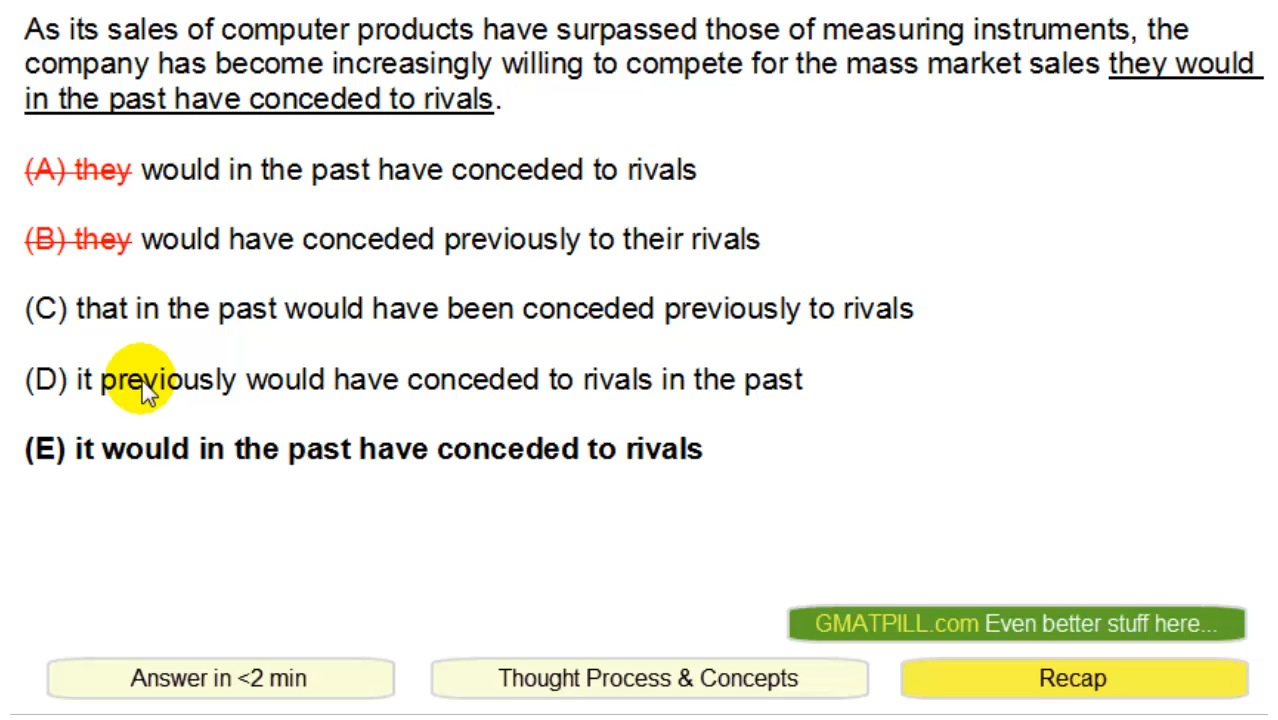 As its sales of computer products have surpassed those of measuring instruments, the
company has become increasingly willing to compete for the mass market sales they would
in the past have conceded to rivals.
(A) they would in the past have conceded to rivals
(B) they would have conceded previously to their rivals
(C) that in the past would have been conceded previously to rivals
(D) it previously would have conceded to rivals in the past
(E) it would in the past have conceded to rivals
GMATPILL.com Even better stuff here...
Answer in <2 min
Thought Process & Concepts
Recap